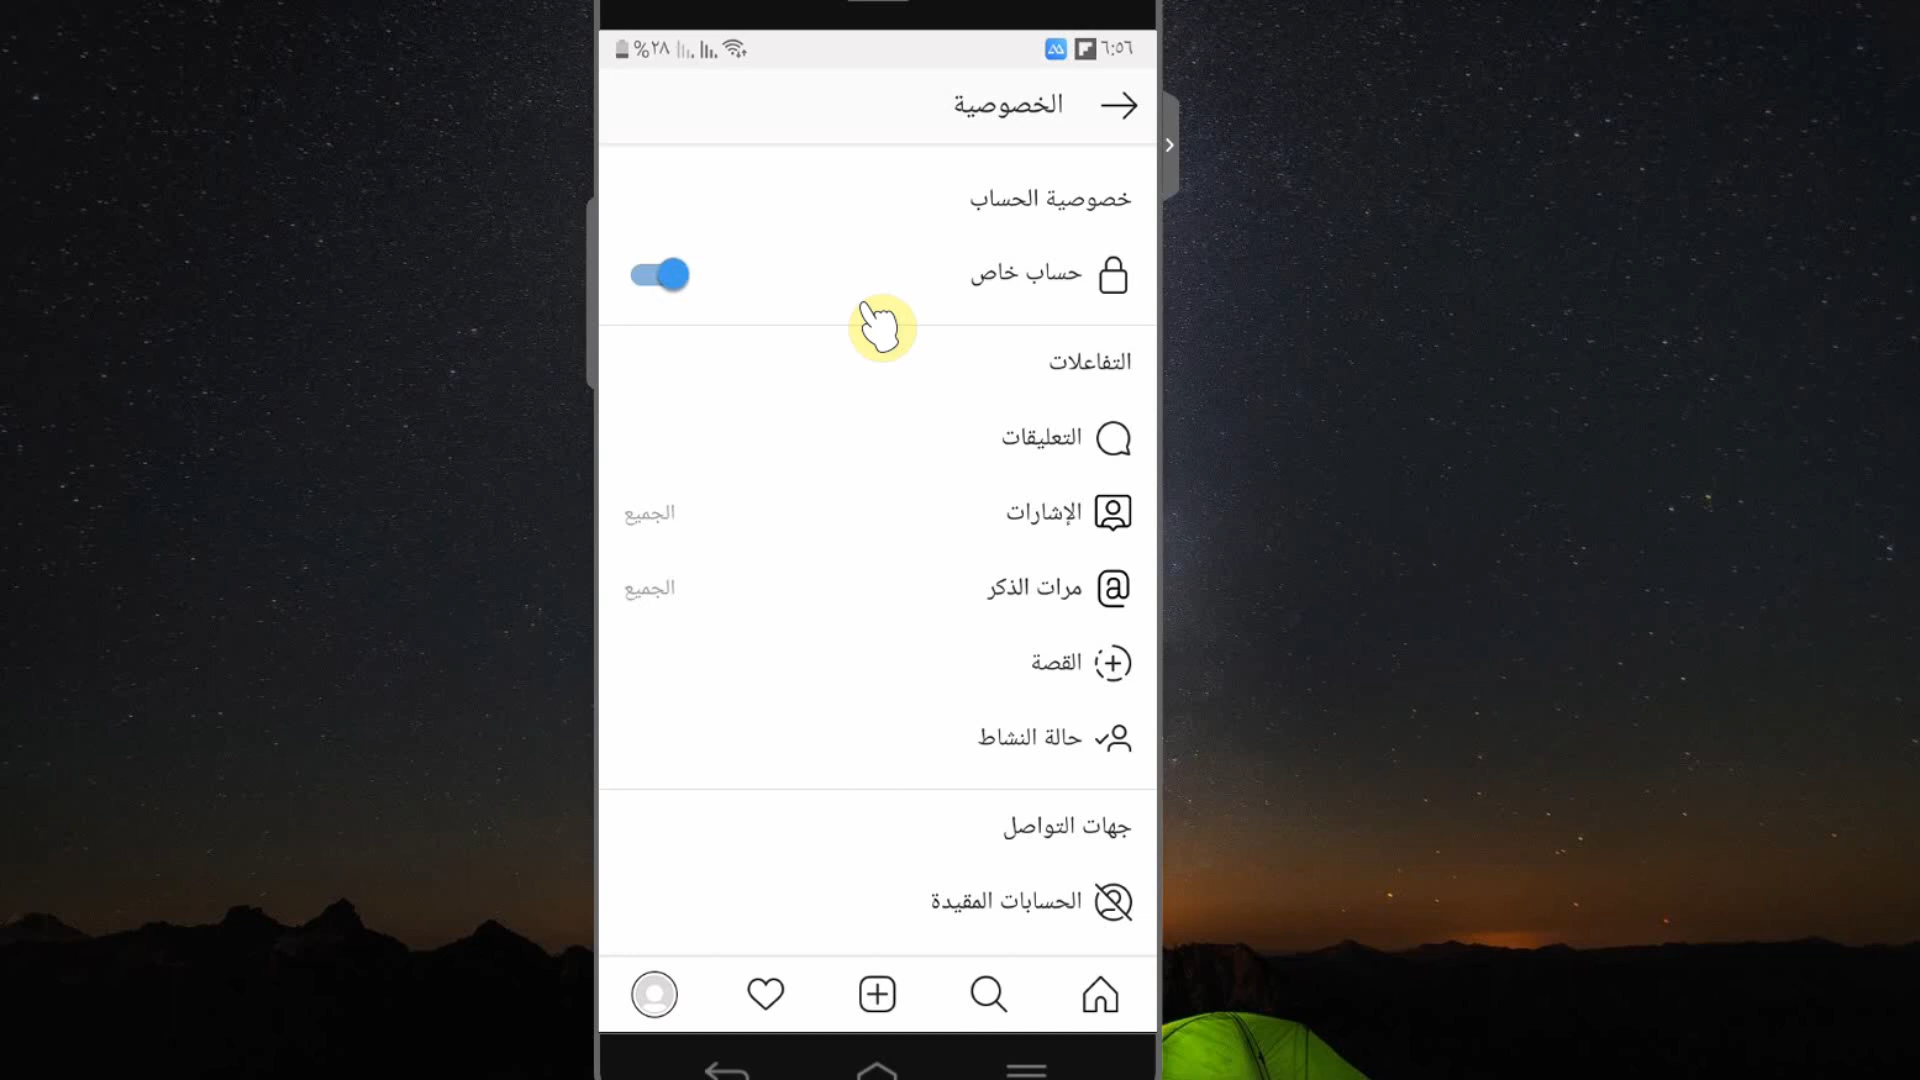 ٦:٥٦ %٢٨
الخصوصية
خصوصية الحساب
حساب خاص
التفاعلات
التعليقات
الإشارات الجميع
مرات الذكر الجميع
القصة
حالة النشاط
جهات التواصل
الحسابات المقيدة